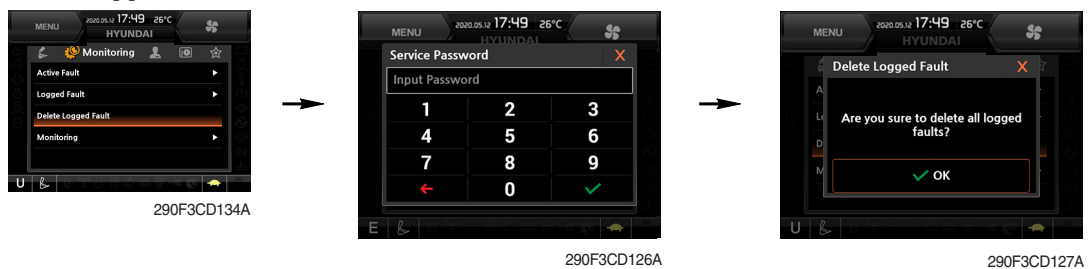 MENU 2020.05.12 17:49 26°C
HYUNDAI
Monitoring
Active Fault
Logged Fault
Delete Logged Fault
Monitoring
U
290F3CD134A
MENU 2020.05.12 17:49 26°C
HYUNDAI
Service Password X
Input Password
1 2 3
4 5 6
7 8 9
0
E
290F3CD126A
MENU 2020.05.12 17:49 26°C
HYUNDAI
Delete Logged Fault X
Are you sure to delete all logged
faults?
OK
U
290F3CD127A